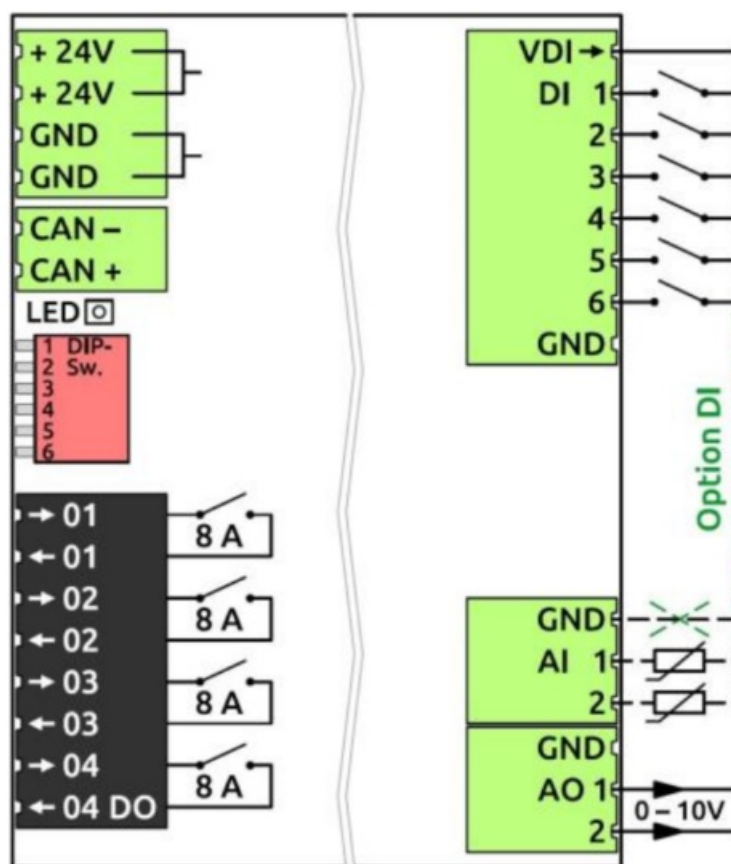 + 24V
+ 24V
GND
GND
CAN –
CAN +
LED
1 DIP-
2 Sw.
3
4
5
6
→ 01
← 01
8 A
→ 02
← 02
8 A
→ 03
← 03
8 A
→ 04
← 04 DO
8 A
VDI →
DI 1
2
3
4
5
6
GND
Option DI
GND
AI 1
2
GND
AO 1
0 – 10V
2